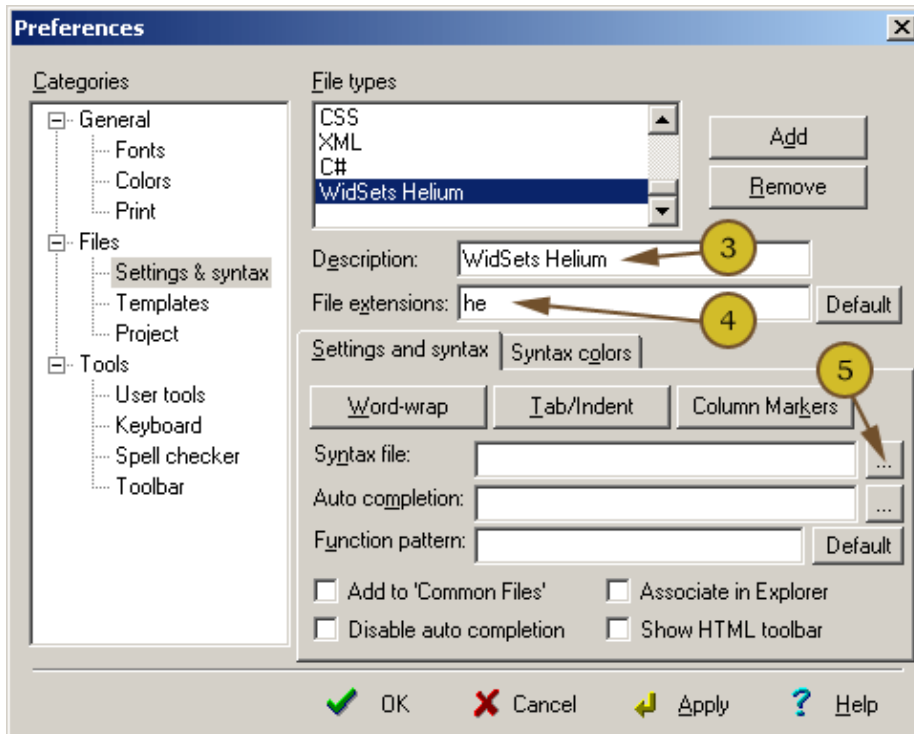 Preferences
Categories
General
Fonts
Colors
Print
Files
Settings & syntax
Templates
Project
Tools
User tools
Keyboard
Spell checker
Toolbar
File types
CSS
XML
C#
WidSets Helium
Add
Remove
Description: WidSets Helium 3
File extensions: he 4 Default
Settings and syntax Syntax colors 5
Word-wrap Tab/Indent Column Markers
Syntax file: ...
Auto completion: ...
Function pattern: Default
Add to 'Common Files' Associate in Explorer
Disable auto completion Show HTML toolbar
OK Cancel Apply ? Help